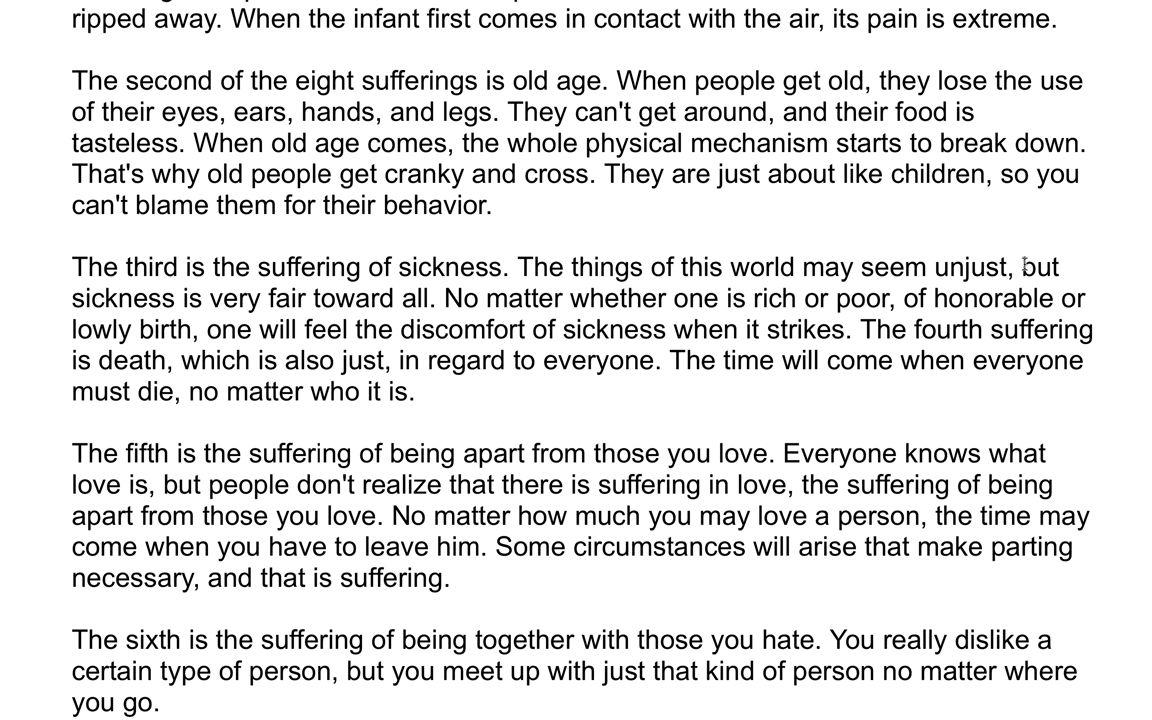 ripped away. When the infant first comes in contact with the air, its pain is extreme.
The second of the eight sufferings is old age. When people get old, they lose the use
of their eyes, ears, hands, and legs. They can't get around, and their food is
tasteless. When old age comes, the whole physical mechanism starts to break down.
That's why old people get cranky and cross. They are just about like children, so you
can't blame them for their behavior.
The third is the suffering of sickness. The things of this world may seem unjust, but
sickness is very fair toward all. No matter whether one is rich or poor, of honorable or
lowly birth, one will feel the discomfort of sickness when it strikes. The fourth suffering
is death, which is also just, in regard to everyone. The time will come when everyone
must die, no matter who it is.
The fifth is the suffering of being apart from those you love. Everyone knows what
love is, but people don't realize that there is suffering in love, the suffering of being
apart from those you love. No matter how much you may love a person, the time may
come when you have to leave him. Some circumstances will arise that make parting
necessary, and that is suffering.
The sixth is the suffering of being together with those you hate. You really dislike a
certain type of person, but you meet up with just that kind of person no matter where
you go.